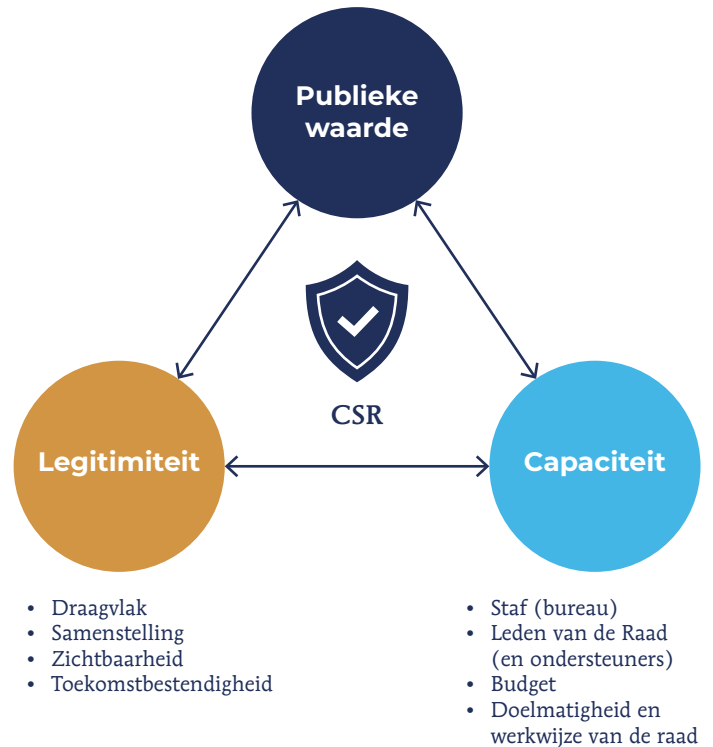 Publieke
waarde
CSR
Legitimiteit
Capaciteit
• Draagvlak
• Samenstelling
• Zichtbaarheid
• Toekomstbestendigheid
• Staf (bureau)
• Leden van de Raad
(en ondersteuners)
• Budget
• Doelmatigheid en
werkwijze van de raad